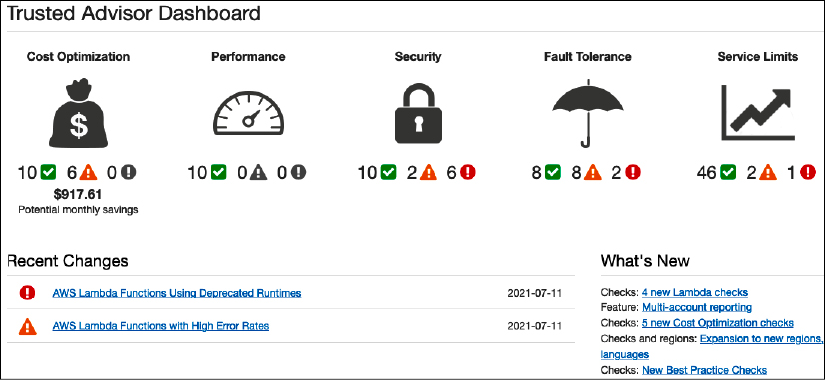 Trusted Advisor Dashboard
Cost Optimization Performance Security Fault Tolerance Service Limits
$
10 6 0 10 0 0 10 2 6 8 8 2 46 2 1
$917.61
Potential monthly savings
Recent Changes
AWS Lambda Functions Using Deprecated Runtimes 2021-07-11
AWS Lambda Functions with High Error Rates 2021-07-11
What's New
Checks: 4 new Lambda checks
Feature: Multi-account reporting
Checks: 5 new Cost Optimization checks
Checks and regions: Expansion to new regions,
languages
Checks: New Best Practice Checks